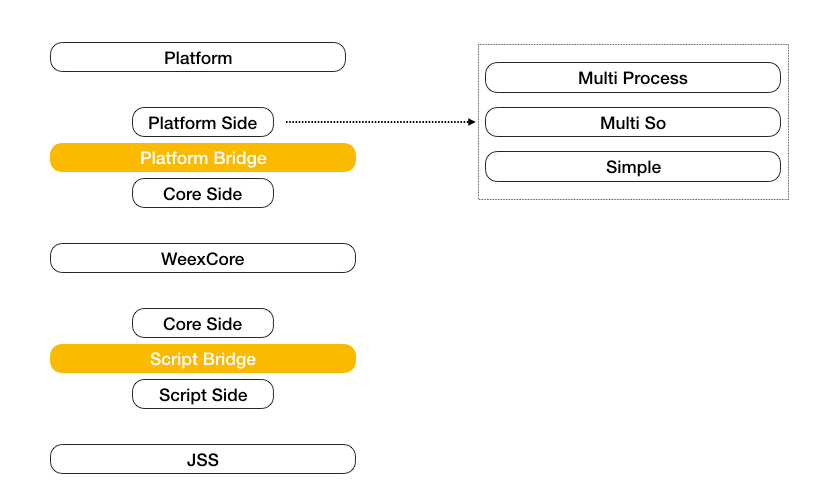 Platform
Platform Side
Platform Bridge
Core Side
WeexCore
Core Side
Script Bridge
Script Side
JSS
Multi Process
Multi So
Simple